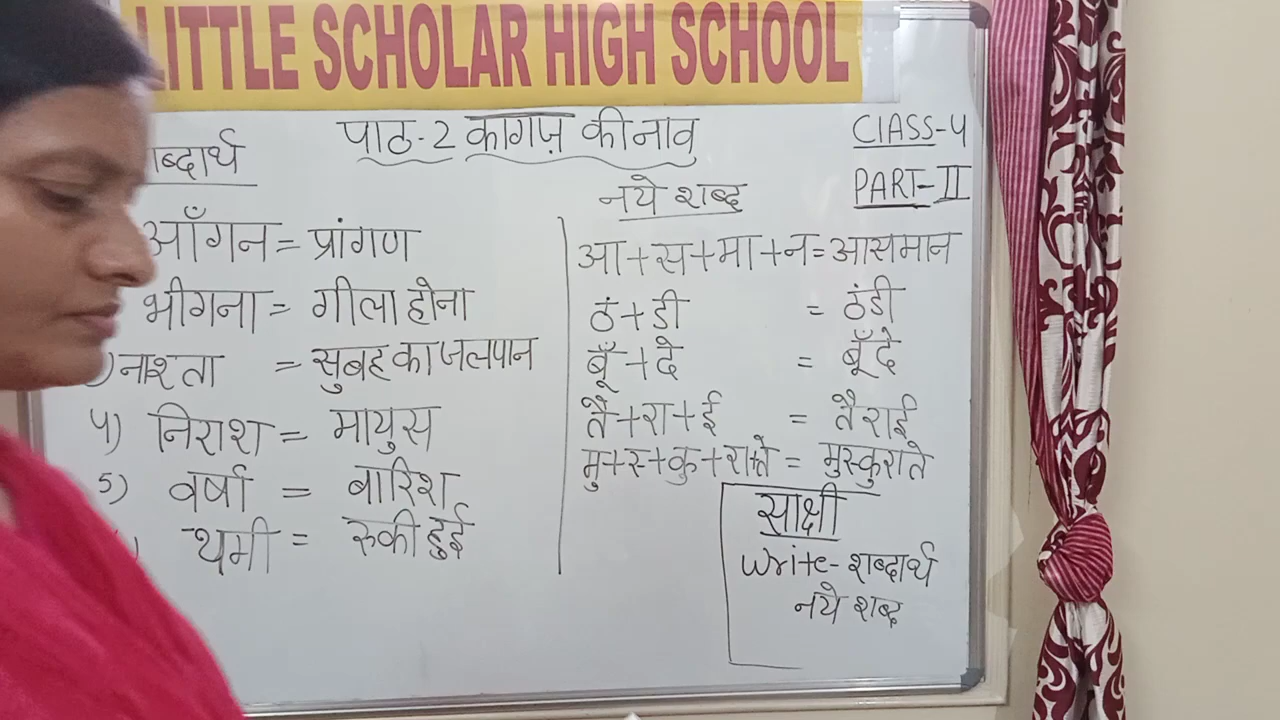 LITTLE SCHOLAR HIGH SCHOOL
पाठ-2 कागज़ की नाव
CLASS-4
PART-II
ब्दार्थ
आँगन = प्रांगण
भीगना = गीला होना
नाश्ता = सुबह का जलपान
4) निराश = मायुस
5) वर्षा = बारिश
थमी = रुकी हुई
नये शब्द
आ+स+मा+न = आसमान
ठं+डी = ठंडी
बूँ+दे = बूँदे
तै+रा+ई = तैराई
मु+स्+कु+रा+ते = मुस्कुराते
साक्षी
Write- शब्दार्थ
नये शब्द